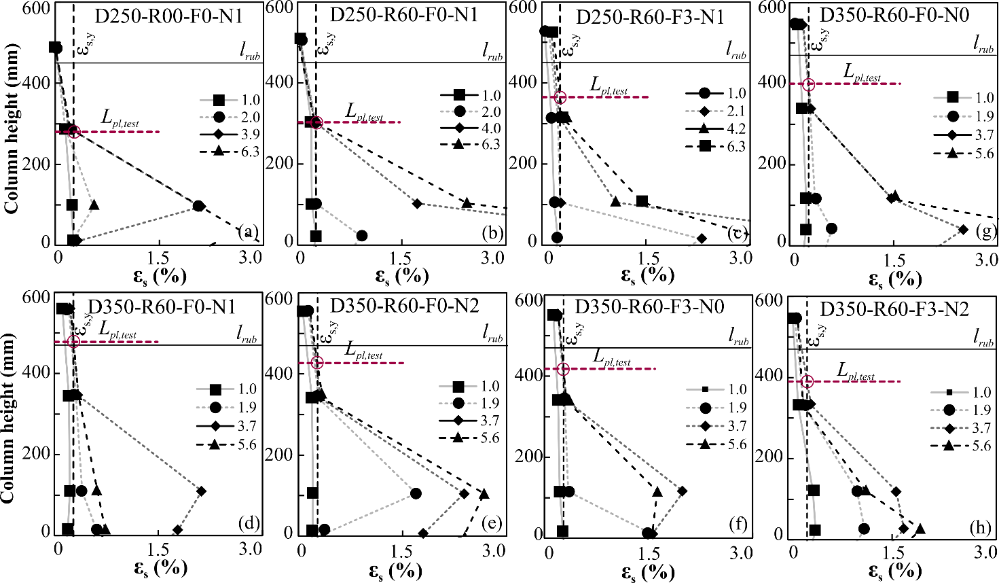 D250-R00-F0-N1
600
400
200
0
Column height (mm)
εs,y
lrub
Lpl,test
1.0
2.0
3.9
6.3
(a)
0
1.5
3.0
εs (%)
D250-R60-F0-N1
600
400
200
0
εs,y
lrub
Lpl,test
1.0
2.0
4.0
6.3
(b)
0
1.5
3.0
εs (%)
D250-R60-F3-N1
600
400
200
0
εs,y
lrub
Lpl,test
1.0
2.1
4.2
6.3
(c)
0
1.5
3.0
εs (%)
D350-R60-F0-N0
600
400
200
0
εs,y
lrub
Lpl,test
1.0
1.9
3.7
5.6
(g)
0
1.5
3.0
εs (%)
D350-R60-F0-N1
600
400
200
0
Column height (mm)
εs,y
Lpl,test
lrub
1.0
1.9
3.7
5.6
(d)
0
1.5
3.0
εs (%)
D350-R60-F0-N2
600
400
200
0
εs,y
lrub
Lpl,test
1.0
1.9
3.7
5.6
(e)
0
1.5
3.0
εs (%)
D350-R60-F3-N0
600
400
200
0
εs,y
lrub
Lpl,test
1.0
1.9
3.7
5.6
(f)
0
1.5
3.0
εs (%)
D350-R60-F3-N2
600
400
200
0
εs,y
lrub
Lpl,test
1.0
1.9
3.7
5.6
(h)
0
1.5
3.0
εs (%)